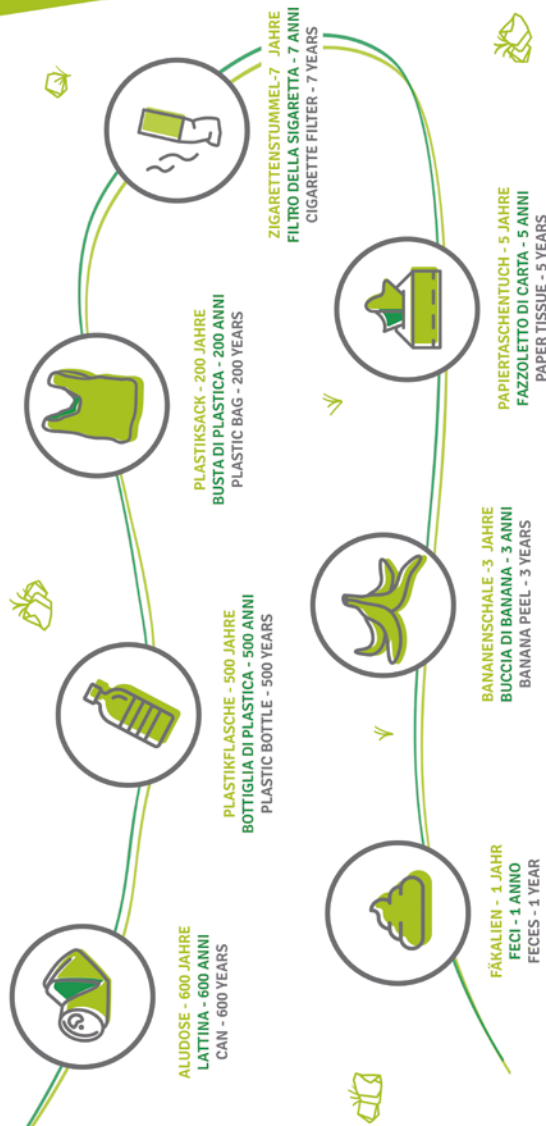 ALUDOSE - 600 JAHRE
LATTINA - 600 ANNI
CAN - 600 YEARS
PLASTIKFLASCHE - 500 JAHRE
BOTTIGLIA DI PLASTICA - 500 ANNI
PLASTIC BOTTLE - 500 YEARS
PLASTIKSACK - 200 JAHRE
BUSTA DI PLASTICA - 200 ANNI
PLASTIC BAG - 200 YEARS
ZIGARETTENSTUMMEL-7 JAHRE
FILTRO DELLA SIGARETTA - 7 ANNI
CIGARETTE FILTER - 7 YEARS
FÄKALIEN - 1 JAHR
FECI - 1 ANNO
FECES - 1 YEAR
BANANENSCHALE -3 JAHRE
BUCCIA DI BANANA - 3 ANNI
BANANA PEEL - 3 YEARS
PAPIERTASCHENTUCH - 5 JAHRE
FAZZOLETTO DI CARTA - 5 ANNI
PAPER TISSUE - 5 YEARS